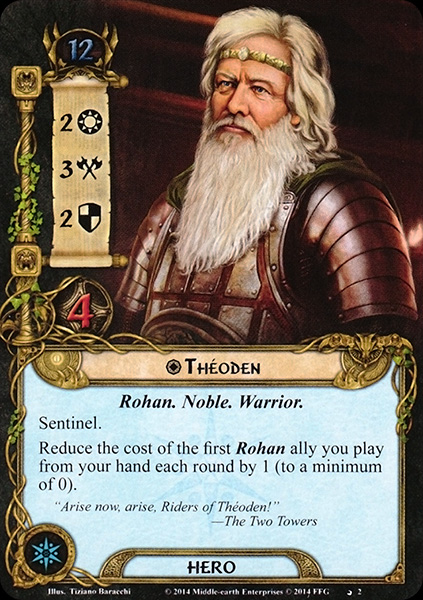 12
2
3
2
4
Théoden
Rohan. Noble. Warrior.
Sentinel.
Reduce the cost of the first Rohan ally you play
from your hand each round by 1 (to a minimum
of 0).
“Arise now, arise, Riders of Théoden!”
—The Two Towers
HERO
Illus. Tiziano Baracchi © 2014 Middle-earth Enterprises © 2014 FFG 2